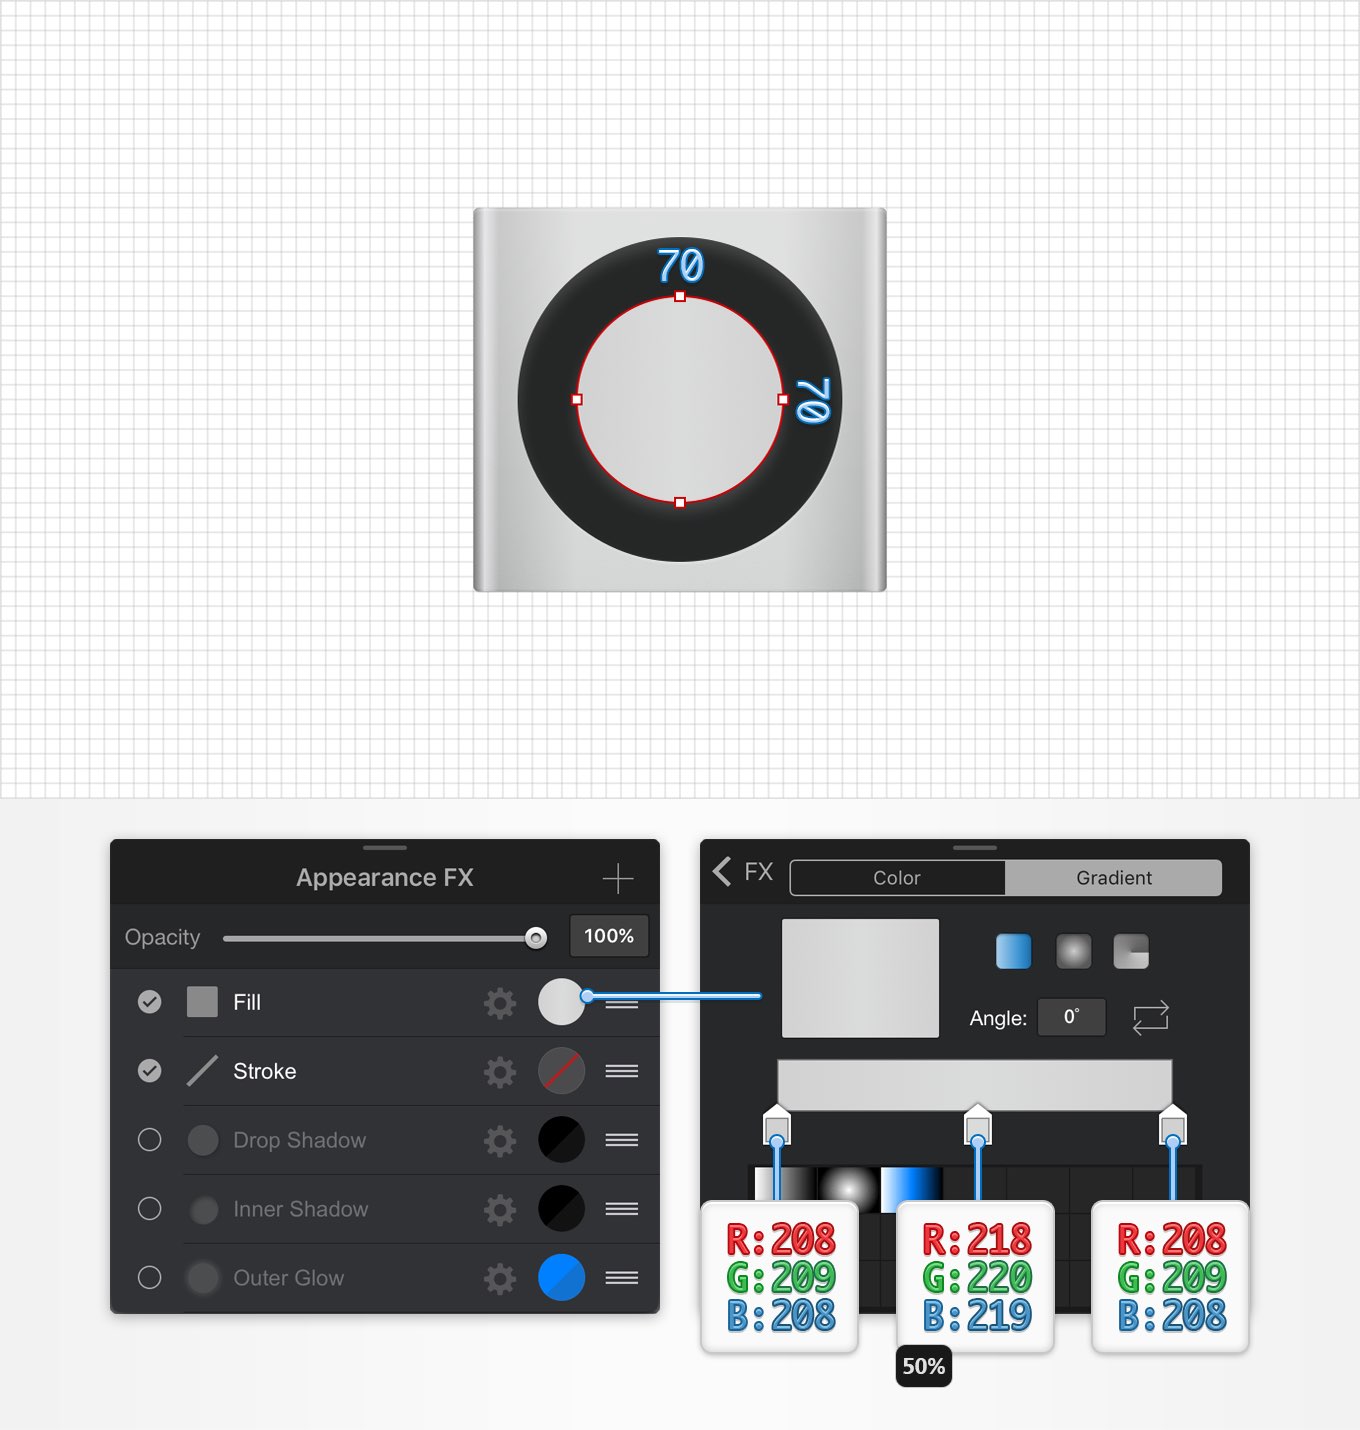 70
70
Appearance FX
Opacity
100%
Fill
Stroke
Drop Shadow
Inner Shadow
Outer Glow
FX
Color
Gradient
Angle:
0°
R:208
G:209
B:208
R:218
G:220
B:219
50%
R:208
G:209
B:208